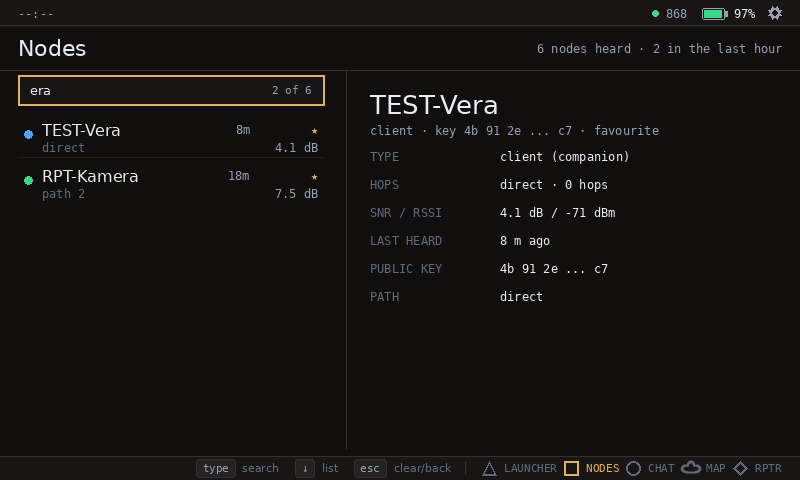 --:-- 868 97%
Nodes 6 nodes heard · 2 in the last hour
era 2 of 6
TEST-Vera 8m ★
direct 4.1 dB
RPT-Kamera 18m ★
path 2 7.5 dB
TEST-Vera
client · key 4b 91 2e ... c7 · favourite
TYPE client (companion)
HOPS direct · 0 hops
SNR / RSSI 4.1 dB / -71 dBm
LAST HEARD 8 m ago
PUBLIC KEY 4b 91 2e ... c7
PATH direct
type search ↓ list esc clear/back LAUNCHER NODES CHAT MAP RPTR